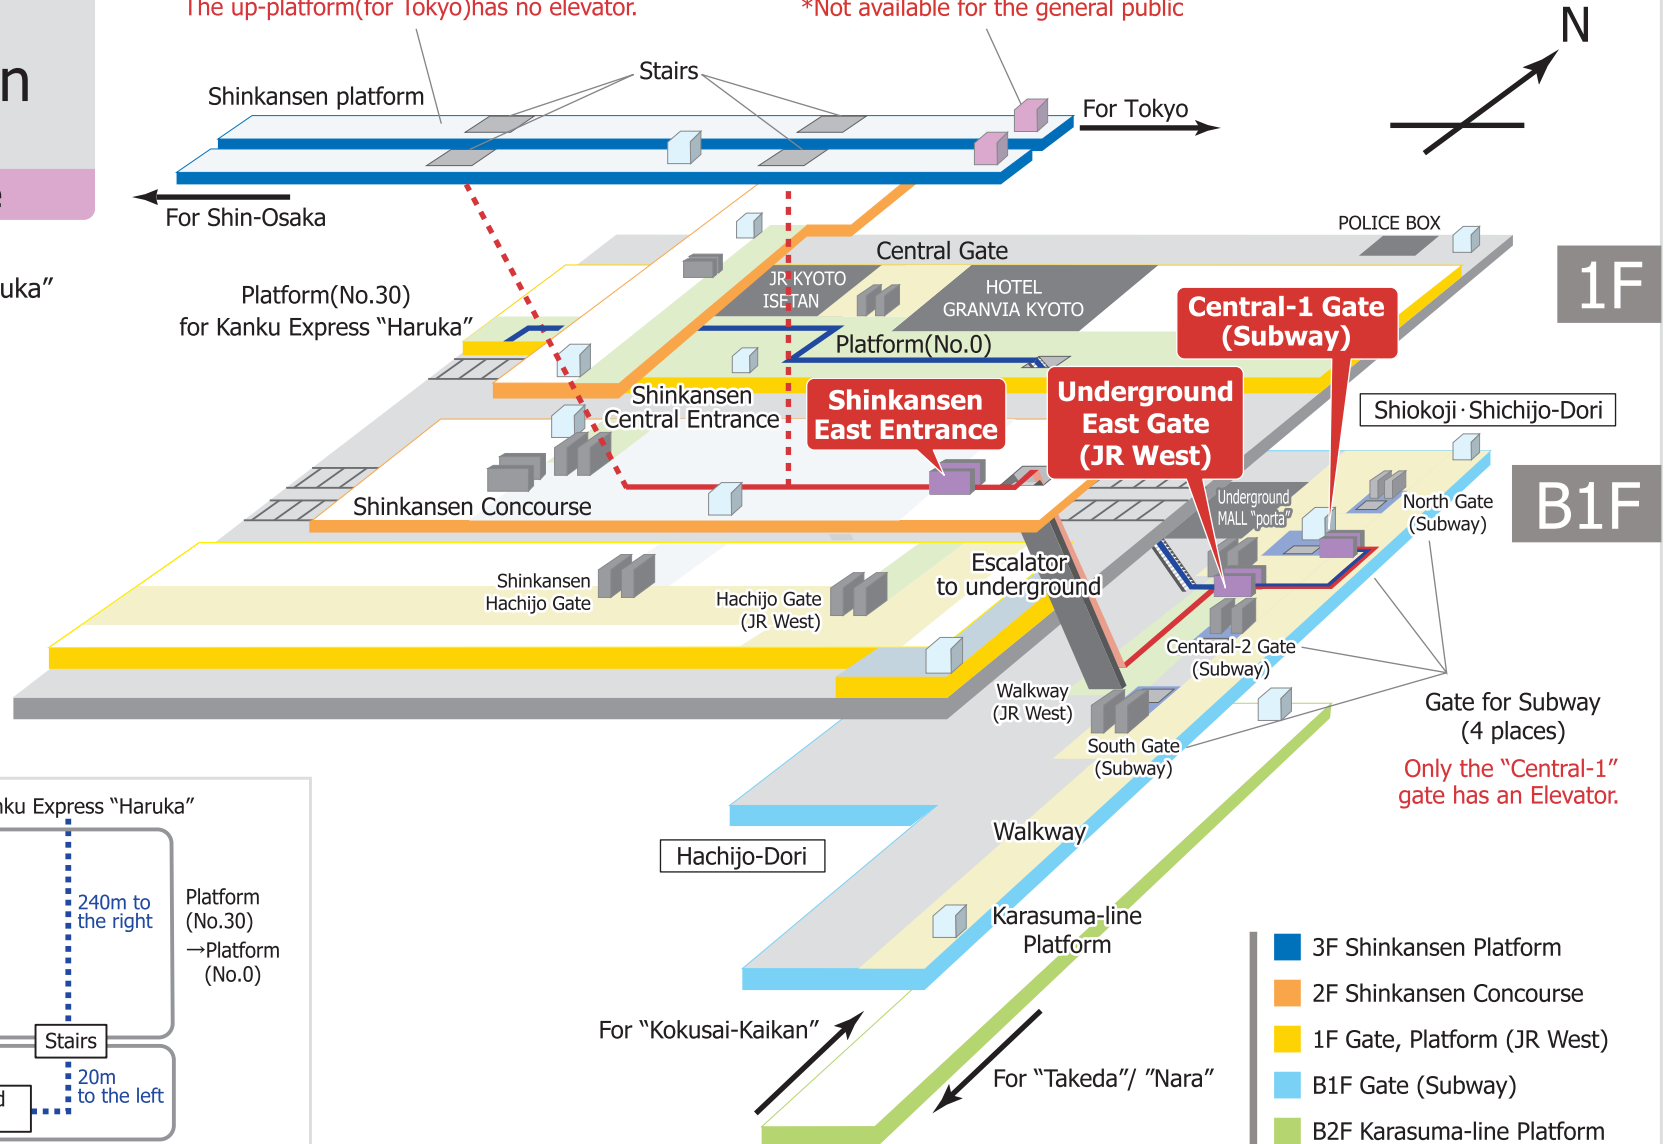 The up-platform(for Tokyo)has no elevator.
*Not available for the general public
N
n
Stairs
Shinkansen platform
For Tokyo
For Shin-Osaka
POLICE BOX
Central Gate
1F
JR KYOTO
ISETAN
HOTEL
GRANVIA KYOTO
uka”
Platform(No.30)
for Kanku Express “Haruka”
Central-1 Gate
(Subway)
Platform(No.0)
Shinkansen
Central Entrance
Shinkansen
East Entrance
Underground
East Gate
(JR West)
Shiokoji·Shichijo-Dori
B1F
Shinkansen Concourse
Underground
MALL “porta”
North Gate
(Subway)
Escalator
to underground
Shinkansen
Hachijo Gate
Hachijo Gate
(JR West)
Centaral-2 Gate
(Subway)
Walkway
(JR West)
South Gate
(Subway)
Gate for Subway
(4 places)
Only the “Central-1”
gate has an Elevator.
Walkway
Hachijo-Dori
Karasuma-line
Platform
For “Kokusai-Kaikan”
For “Takeda”/ ”Nara”
nku Express “Haruka”
240m to
the right
Platform
(No.30)
→Platform
(No.0)
Stairs
20m
to the left
d
3F Shinkansen Platform
2F Shinkansen Concourse
1F Gate, Platform (JR West)
B1F Gate (Subway)
B2F Karasuma-line Platform